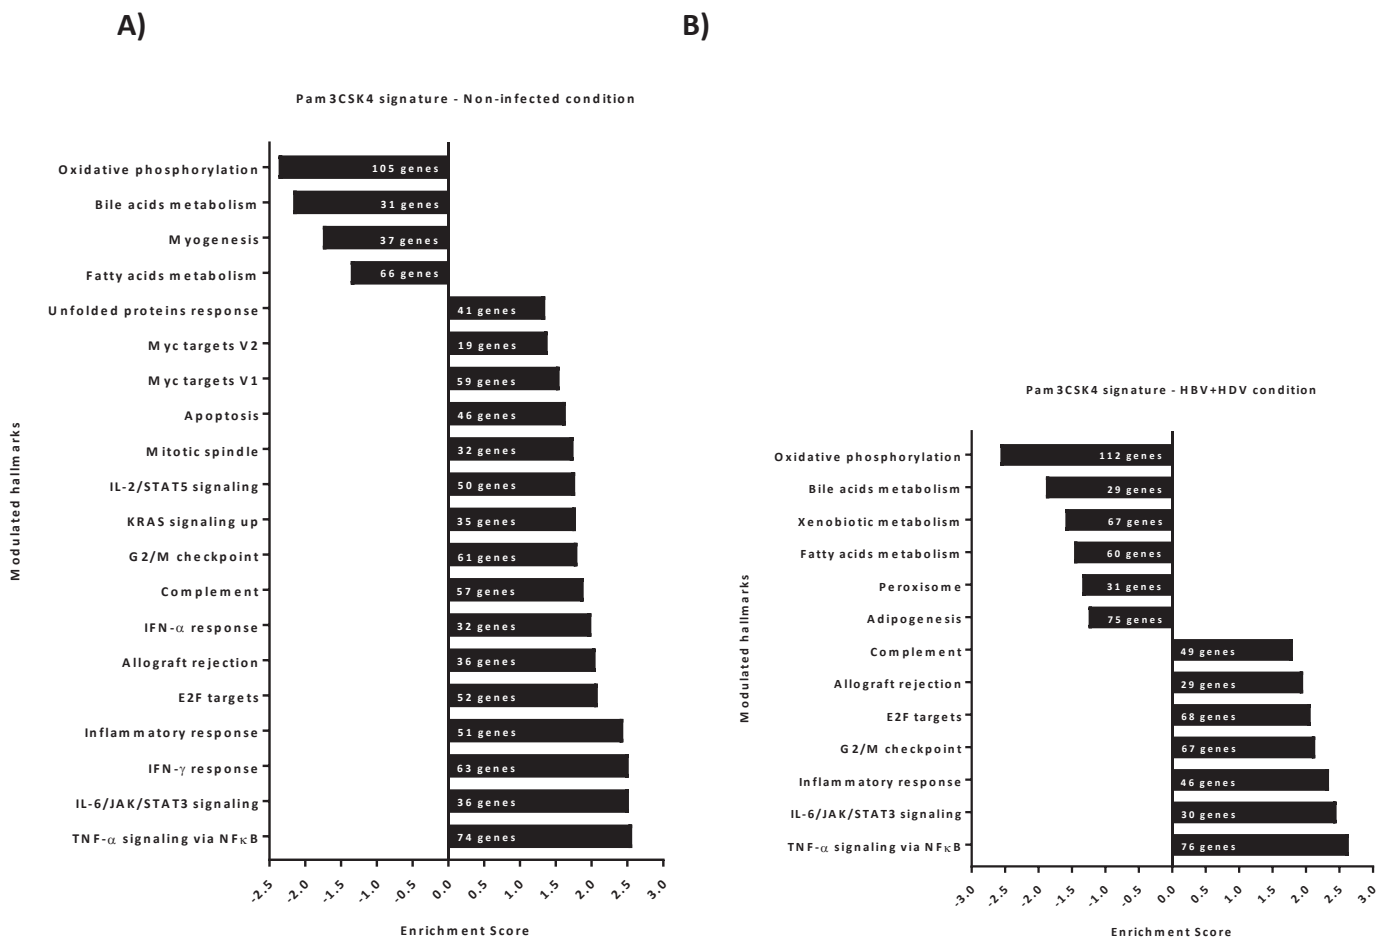 A)
B)
Pam3CSK4 signature - Non-infected condition
Modulated hallmarks
Oxidative phosphorylation 105 genes
Bile acids metabolism 31 genes
Myogenesis 37 genes
Fatty acids metabolism 66 genes
Unfolded proteins response 41 genes
Myc targets V2 19 genes
Myc targets V1 59 genes
Apoptosis 46 genes
Mitotic spindle 32 genes
IL-2/STAT5 signaling 50 genes
KRAS signaling up 35 genes
G2/M checkpoint 61 genes
Complement 57 genes
IFN-α response 32 genes
Allograft rejection 36 genes
E2F targets 52 genes
Inflammatory response 51 genes
IFN-γ response 63 genes
IL-6/JAK/STAT3 signaling 36 genes
TNF-α signaling via NFκB 74 genes
-2.5 -2.0 -1.5 -1.0 -0.5 0.0 0.5 1.0 1.5 2.0 2.5 3.0
Enrichment Score
Pam3CSK4 signature - HBV+HDV condition
Modulated hallmarks
Oxidative phosphorylation 112 genes
Bile acids metabolism 29 genes
Xenobiotic metabolism 67 genes
Fatty acids metabolism 60 genes
Peroxisome 31 genes
Adipogenesis 75 genes
Complement 49 genes
Allograft rejection 29 genes
E2F targets 68 genes
G2/M checkpoint 67 genes
Inflammatory response 46 genes
IL-6/JAK/STAT3 signaling 30 genes
TNF-α signaling via NFκB 76 genes
-3.0 -2.5 -2.0 -1.5 -1.0 -0.5 0.0 0.5 1.0 1.5 2.0 2.5 3.0
Enrichment Score